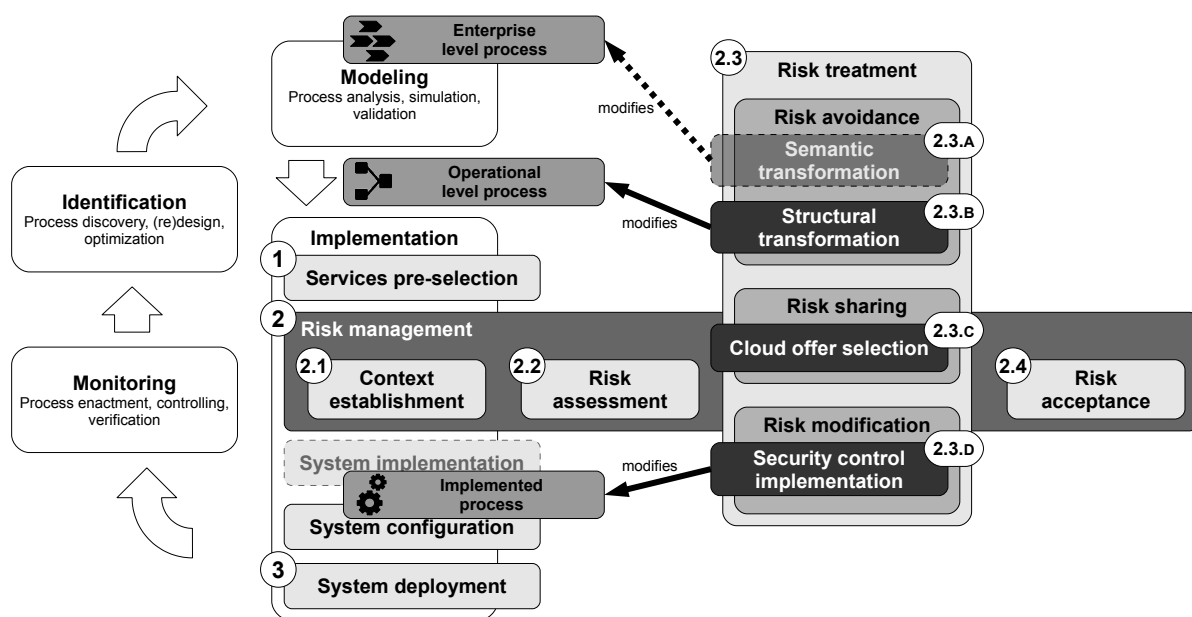 Enterprise
level process
Modeling
Process analysis, simulation,
validation
modifies
2.3
Risk treatment
Risk avoidance
2.3.A
Semantic
transformation
Operational
level process
modifies
2.3.B
Structural
transformation
Identification
Process discovery, (re)design,
optimization
Implementation
1
Services pre-selection
2
Risk management
Risk sharing
2.3.C
Cloud offer selection
2.1
Context
establishment
2.2
Risk
assessment
2.4
Risk
acceptance
Monitoring
Process enactment, controlling,
verification
Risk modification
2.3.D
Security control
implementation
System implementation
modifies
Implemented
process
System configuration
3
System deployment